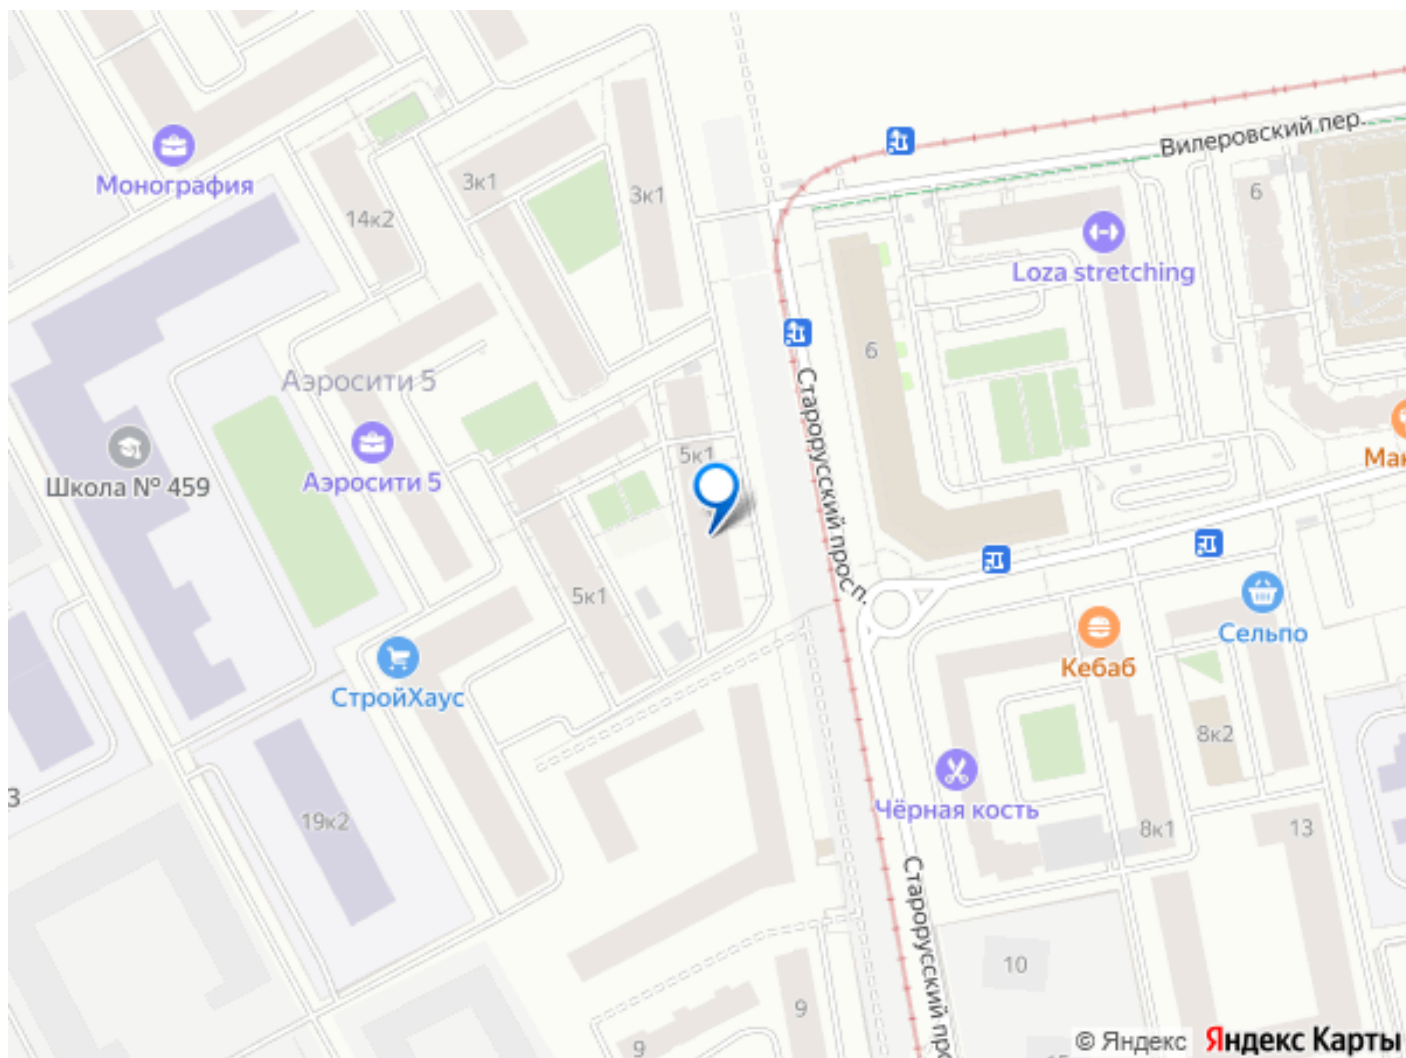 Вилеровский пер.
Монография
3к1
3к1
14к2
6
Loza stretching
6
Аэросити 5
Старорусский просп.
Школа № 459
Аэросити 5
5к1
Мак
5к1
Сельпо
Кебаб
СтройХаус
8к2
3
19к2
Чёрная кость
8к1
13
Старорусский про
10
9
9
© Яндекс Яндекс Карты